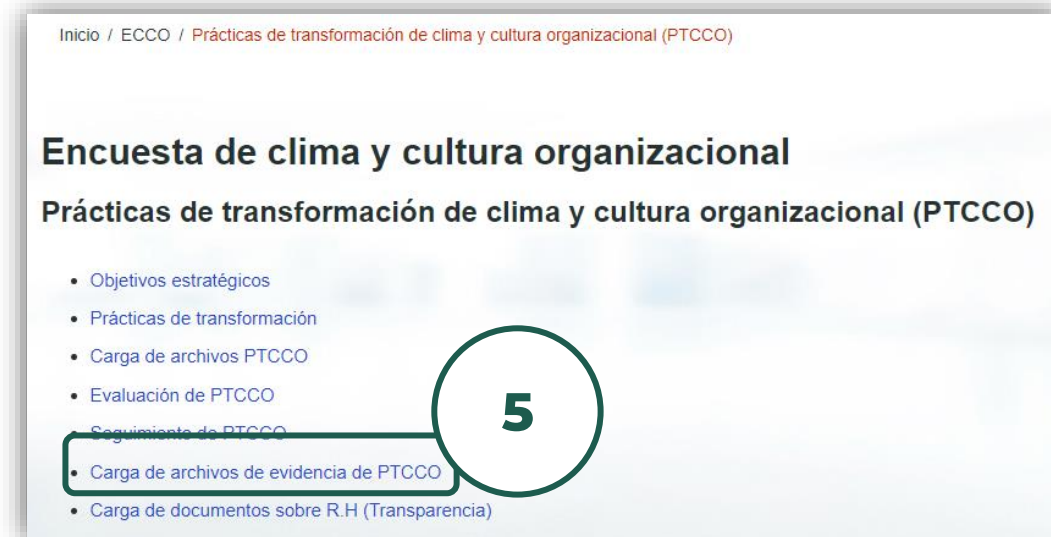 Inicio / ECCO / Prácticas de transformación de clima y cultura organizacional (PTCCO)
Encuesta de clima y cultura organizacional
Prácticas de transformación de clima y cultura organizacional (PTCCO)
• Objetivos estratégicos
• Prácticas de transformación
• Carga de archivos PTCCO
• Evaluación de PTCCO
• Seguimiento de PTCCO
5
• Carga de archivos de evidencia de PTCCO
• Carga de documentos sobre R.H (Transparencia)